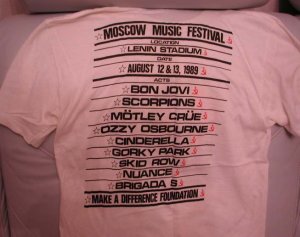 MOSCOW MUSIC FESTIVAL
LOCATION
LENIN STADIUM
DATE
AUGUST 12 & 13, 1989
ACTS
BON JOVI
SCORPIONS
MÖTLEY CRÜE
OZZY OSBOURNE
CINDERELLA
GORKY PARK
SKID ROW
NUANCE
BRIGADA S
MAKE A DIFFERENCE FOUNDATION